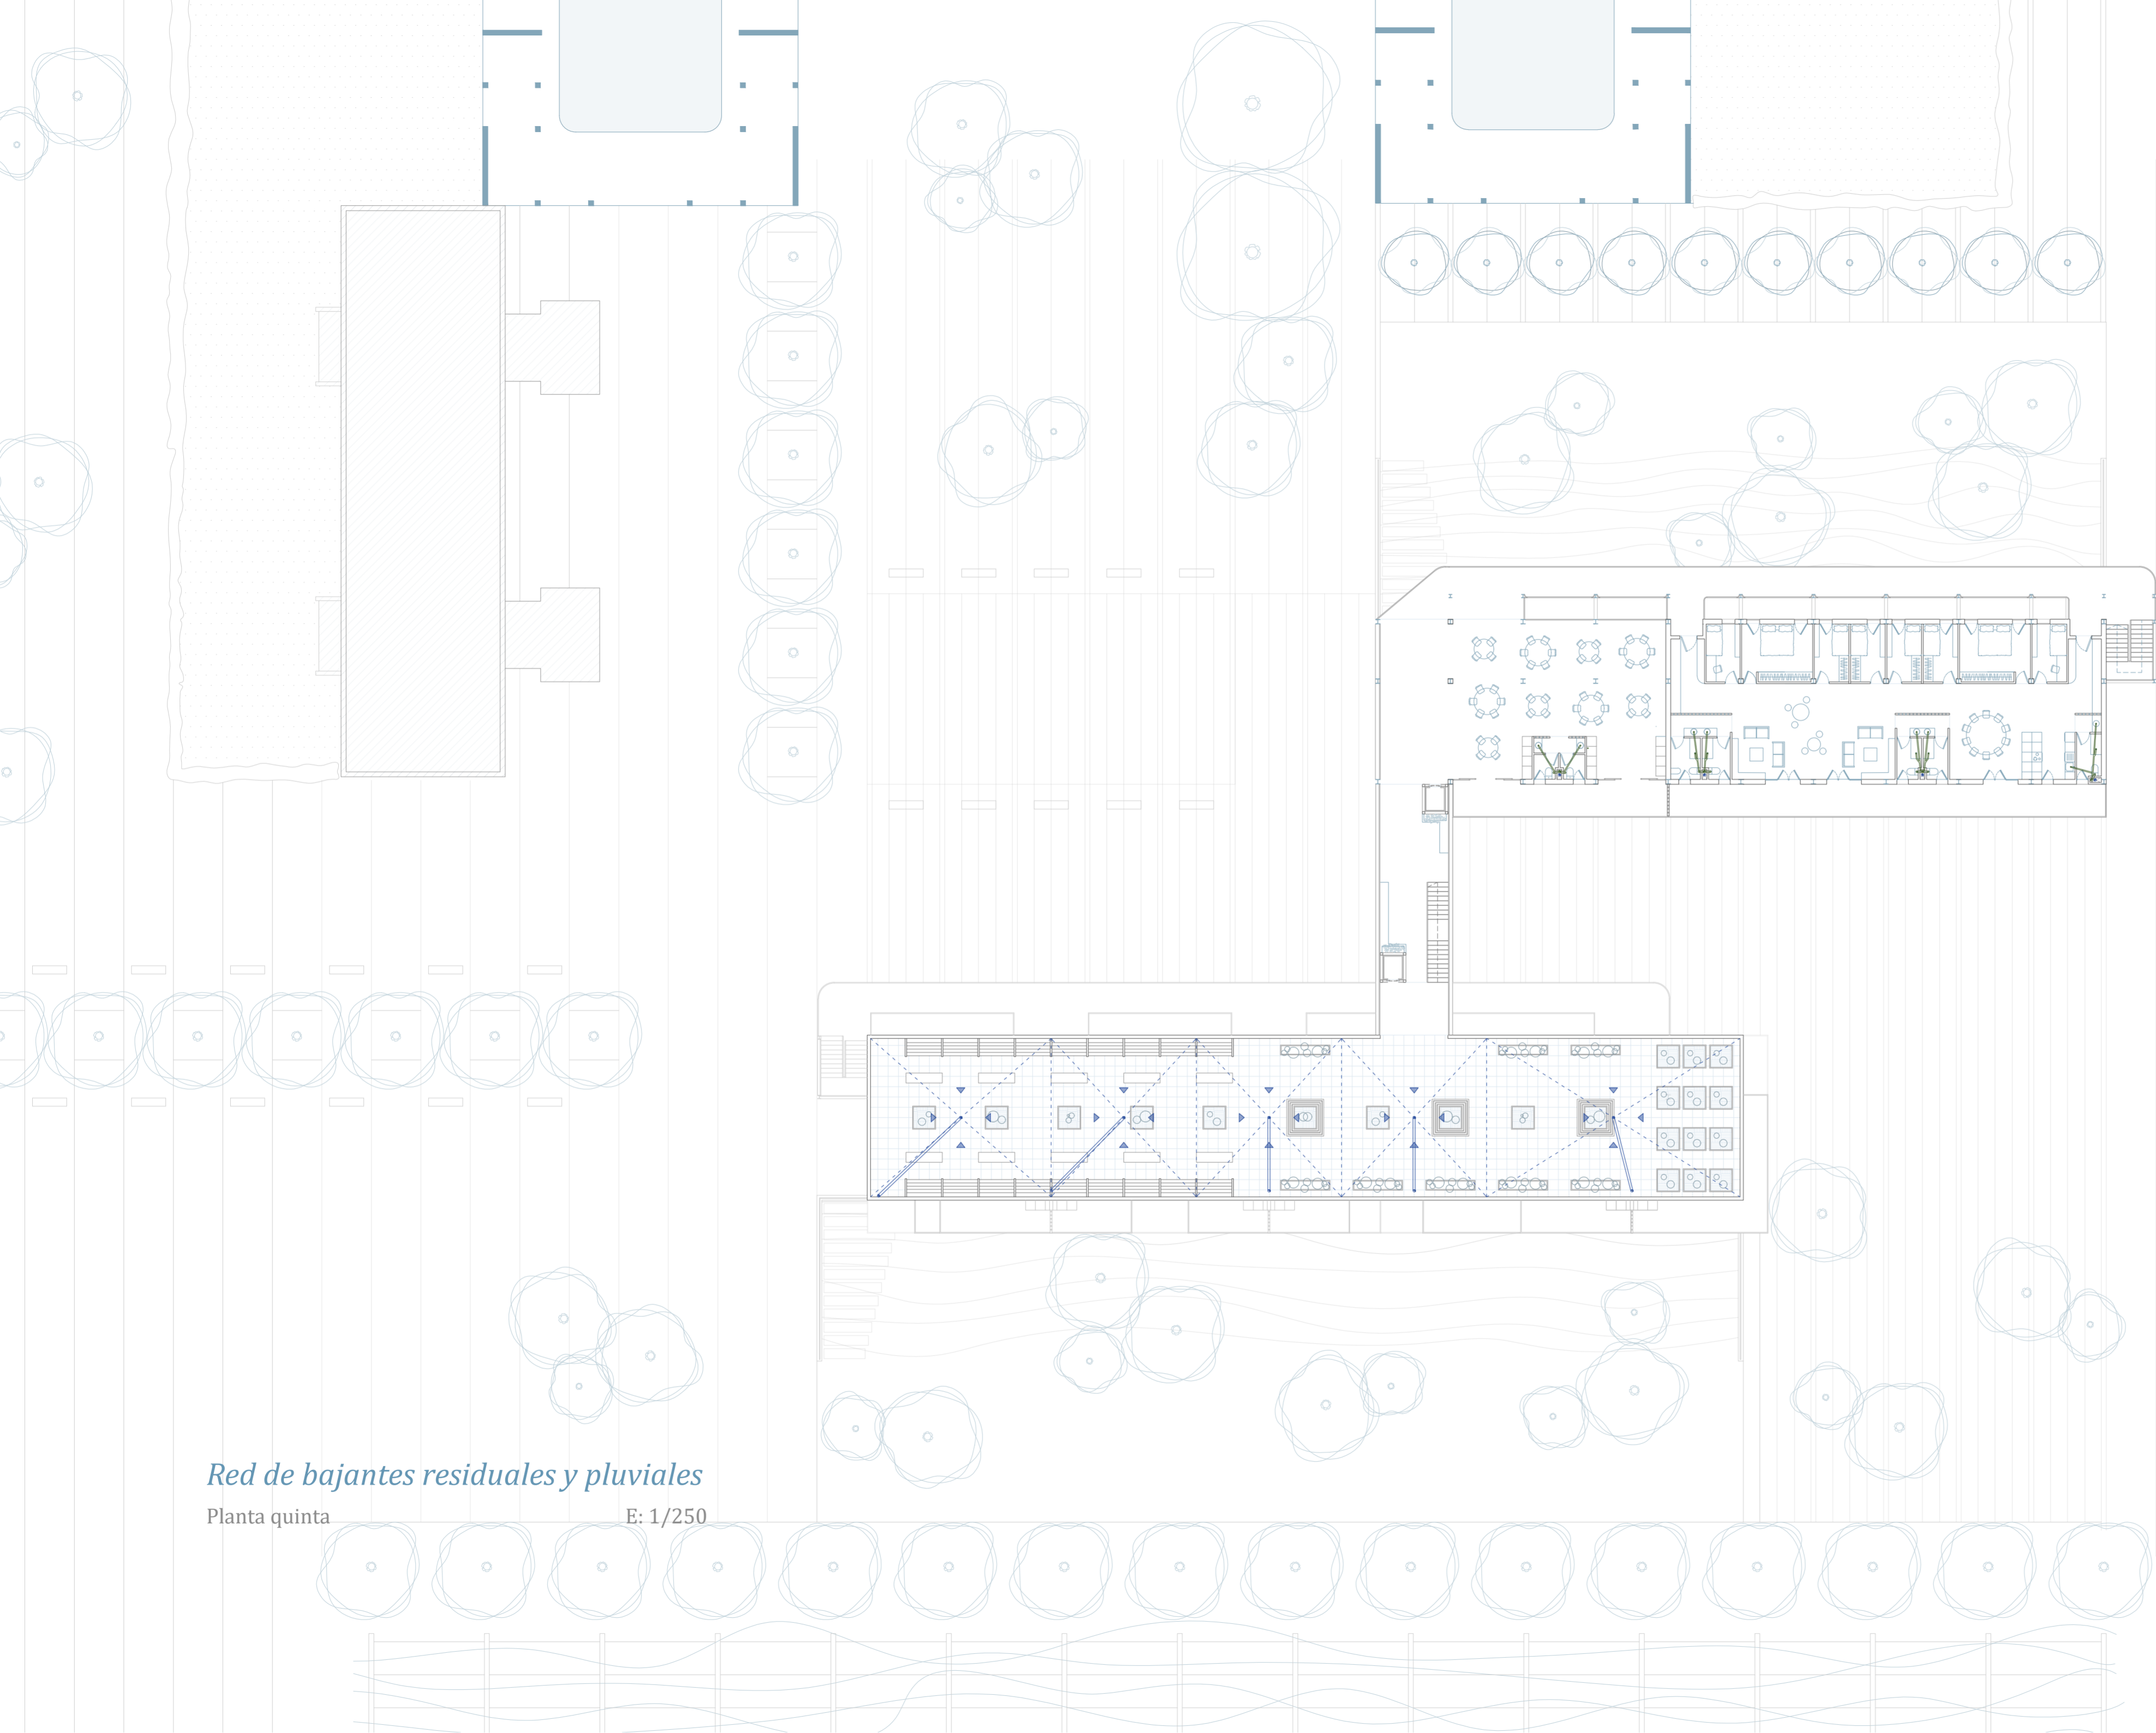 Red de bajantes residuales y pluviales
Planta quinta E: 1/250